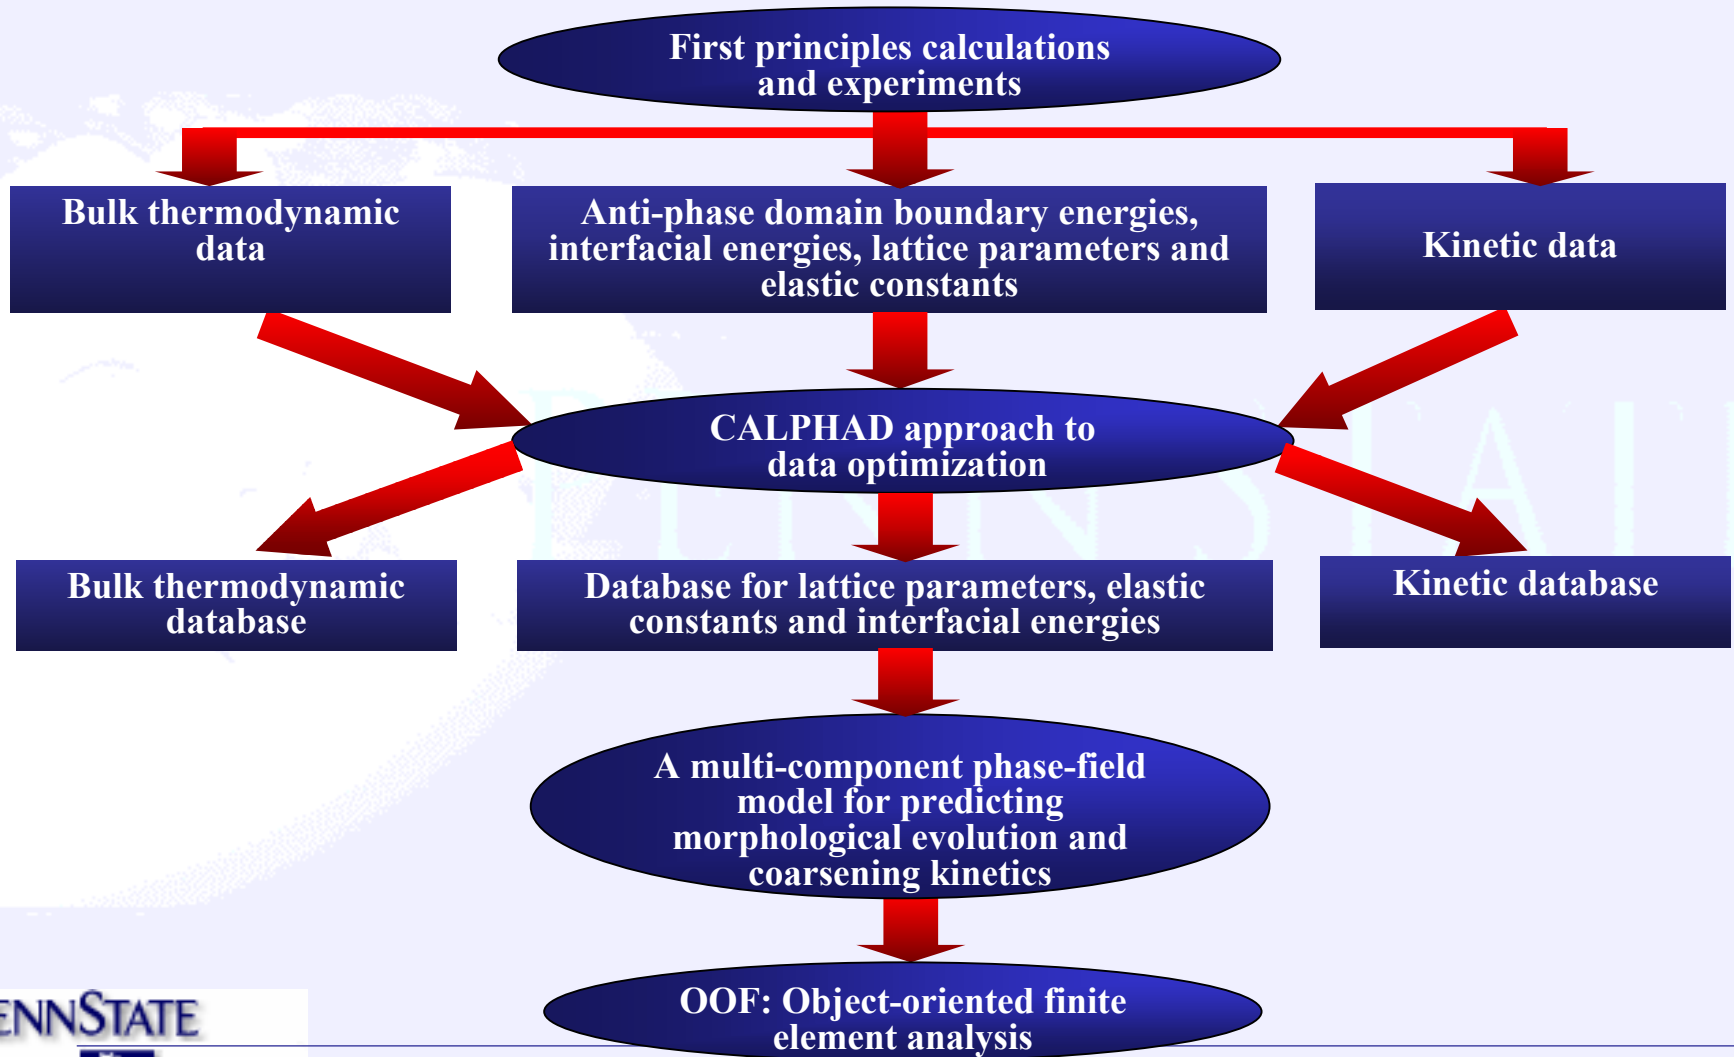 First principles calculations
and experiments
Bulk thermodynamic
data
Anti-phase domain boundary energies,
interfacial energies, lattice parameters and
elastic constants
Kinetic data
CALPHAD approach to
data optimization
Bulk thermodynamic
database
Database for lattice parameters, elastic
constants and interfacial energies
Kinetic database
A multi-component phase-field
model for predicting
morphological evolution and
coarsening kinetics
OOF: Object-oriented finite
element analysis
ENNSTATE
PENN STATE